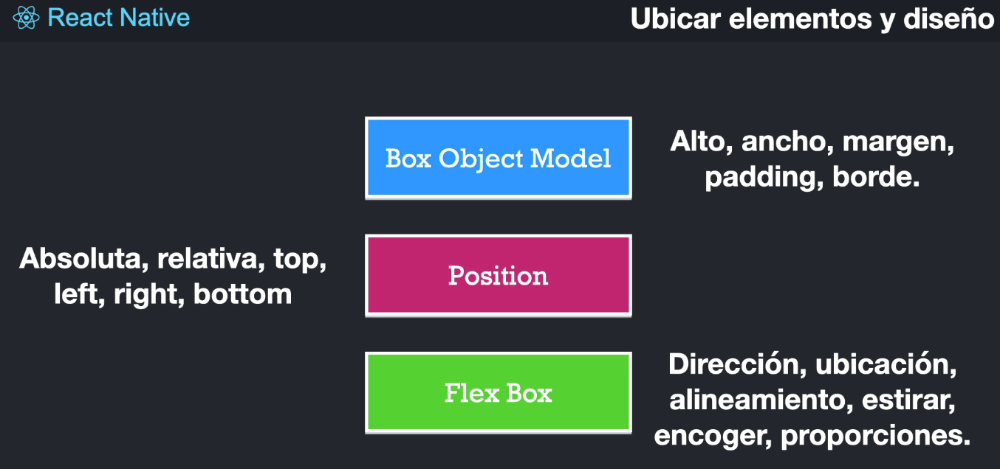 React Native
Ubicar elementos y diseño
Box Object Model
Alto, ancho, margen,
padding, borde.
Absoluta, relativa, top,
left, right, bottom
Position
Flex Box
Dirección, ubicación,
alineamiento, estirar,
encoger, proporciones.